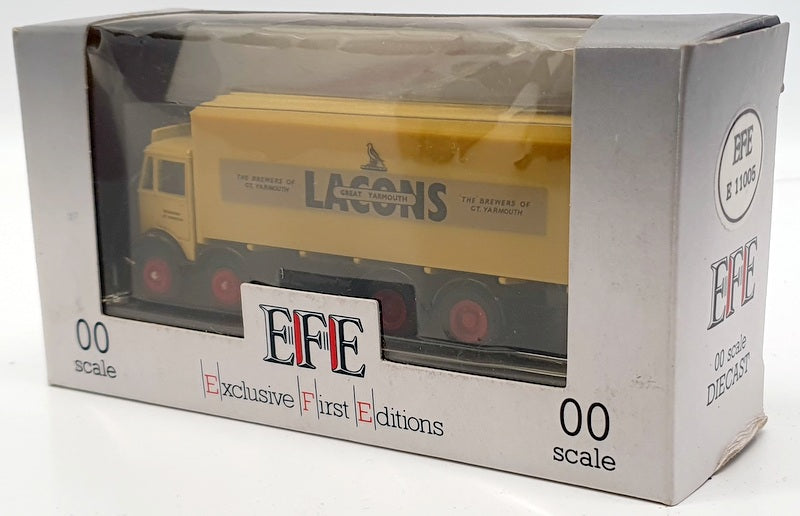 THE BREWERS OF
GT. YARMOUTH
LACONS
GREAT YARMOUTH
THE BREWERS OF
GT. YARMOUTH
00
scale
EFE
Exclusive First Editions
00
scale
EFE
E 11005
EFE
00 scale
DIECAST